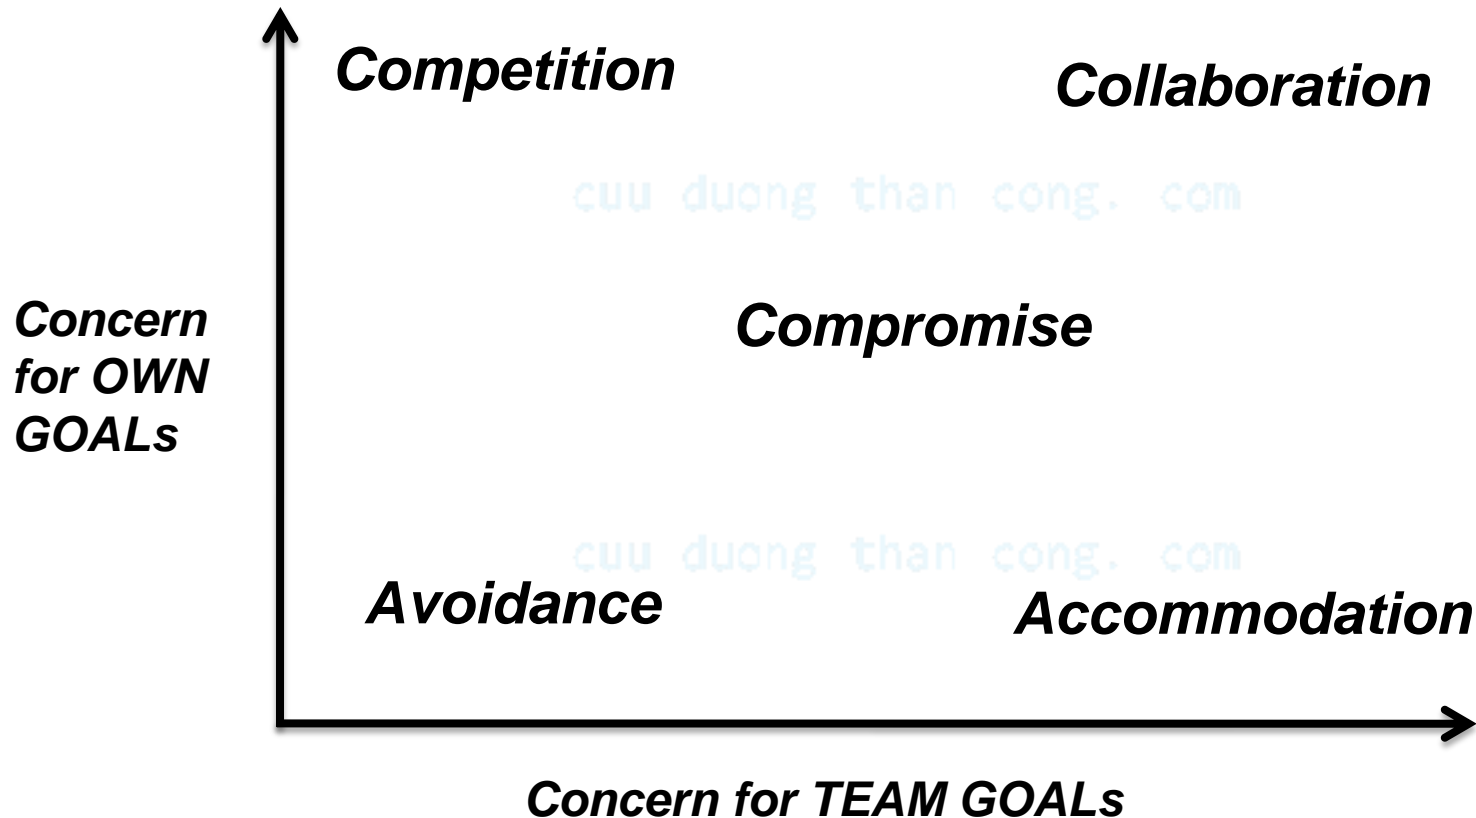 Competition
Collaboration
cuu duong than cong. com
Compromise
Concern
for OWN
GOALs
cuu duong than cong. com
Avoidance
Accommodation
Concern for TEAM GOALs